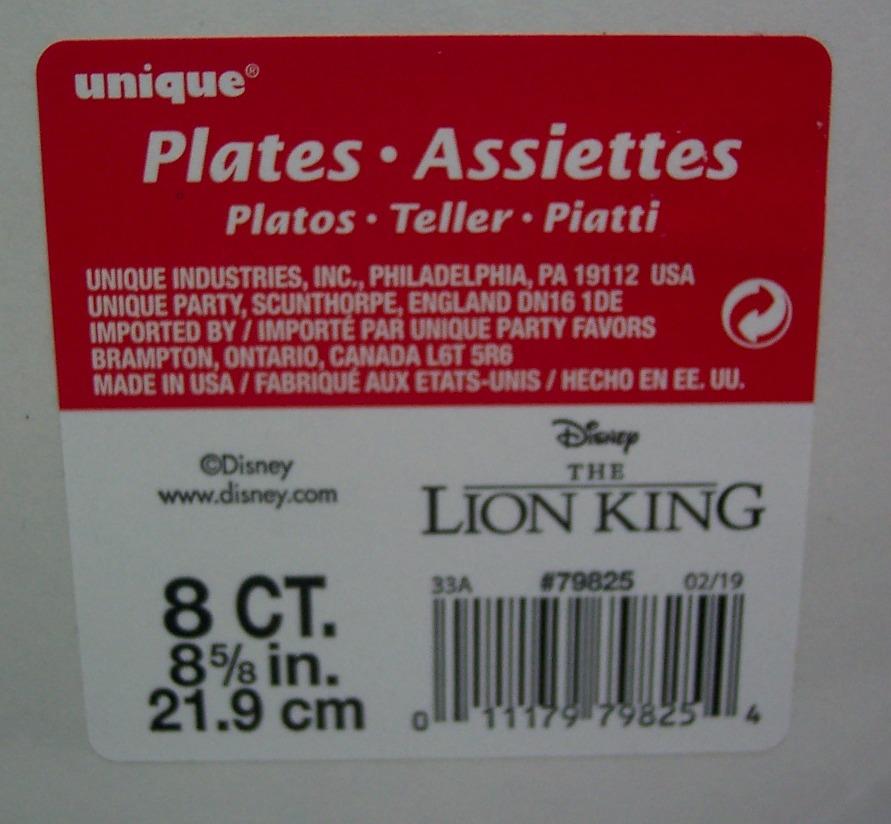 unique®
Plates • Assiettes
Platos • Teller • Piatti
UNIQUE INDUSTRIES, INC., PHILADELPHIA, PA 19112 USA
UNIQUE PARTY, SCUNTHORPE, ENGLAND DN16 1DE
IMPORTED BY / IMPORTÉ PAR UNIQUE PARTY FAVORS
BRAMPTON, ONTARIO, CANADA L6T 5R6
MADE IN USA / FABRIQUÉ AUX ETATS-UNIS / HECHO EN EE. UU.
©Disney
www.disney.com
Disney
THE
LION KING
8 CT.
8⅝ in.
21.9 cm
33A #79825 02/19
0 11179 79825 4